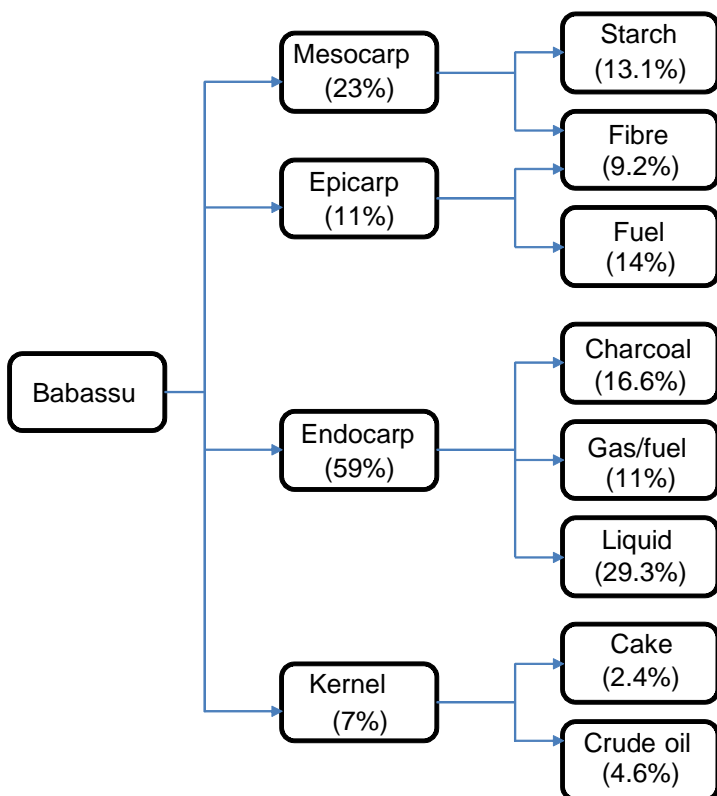 Babassu
Mesocarp
(23%)
Epicarp
(11%)
Endocarp
(59%)
Kernel
(7%)
Starch
(13.1%)
Fibre
(9.2%)
Fuel
(14%)
Charcoal
(16.6%)
Gas/fuel
(11%)
Liquid
(29.3%)
Cake
(2.4%)
Crude oil
(4.6%)